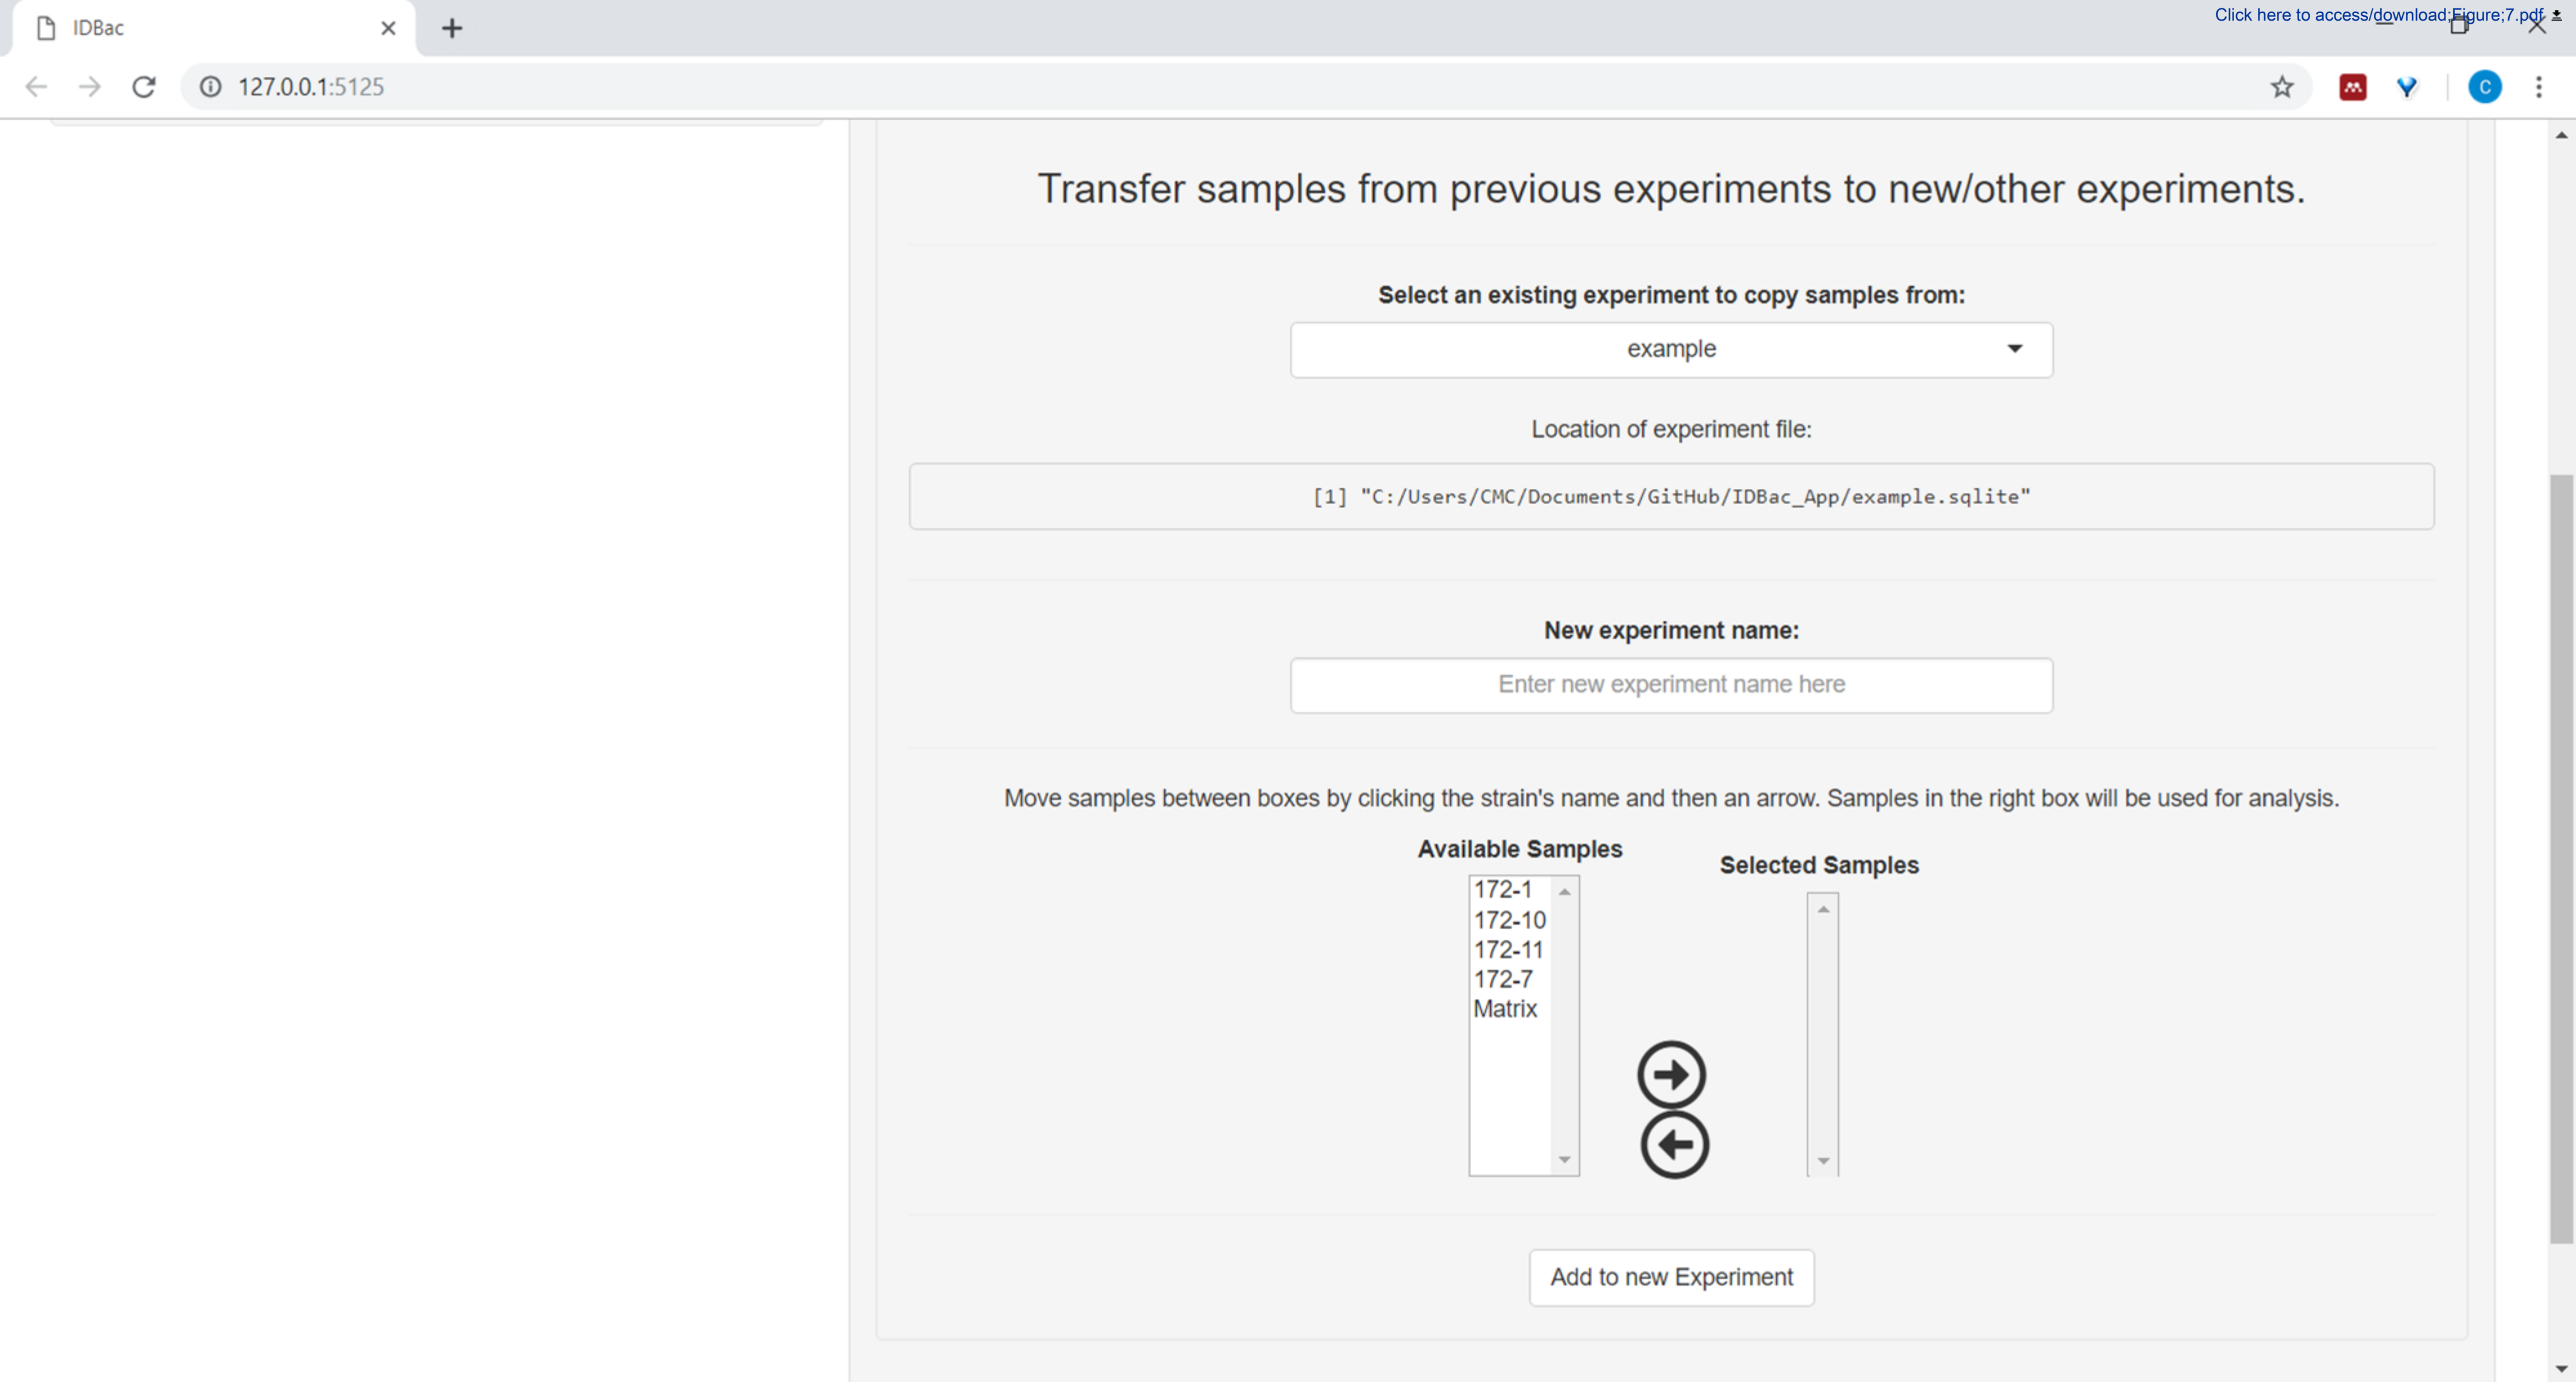 Click here to access/download;Figure;7.pdf
IDBac
127.0.0.1:5125
C
Transfer samples from previous experiments to new/other experiments.
Select an existing experiment to copy samples from:
example
Location of experiment file:
[1] "C:/Users/CMC/Documents/GitHub/IDBac_App/example.sqlite"
New experiment name:
Enter new experiment name here
Move samples between boxes by clicking the strain's name and then an arrow. Samples in the right box will be used for analysis.
Available Samples
Selected Samples
172-1
172-10
172-11
172-7
Matrix
Add to new Experiment